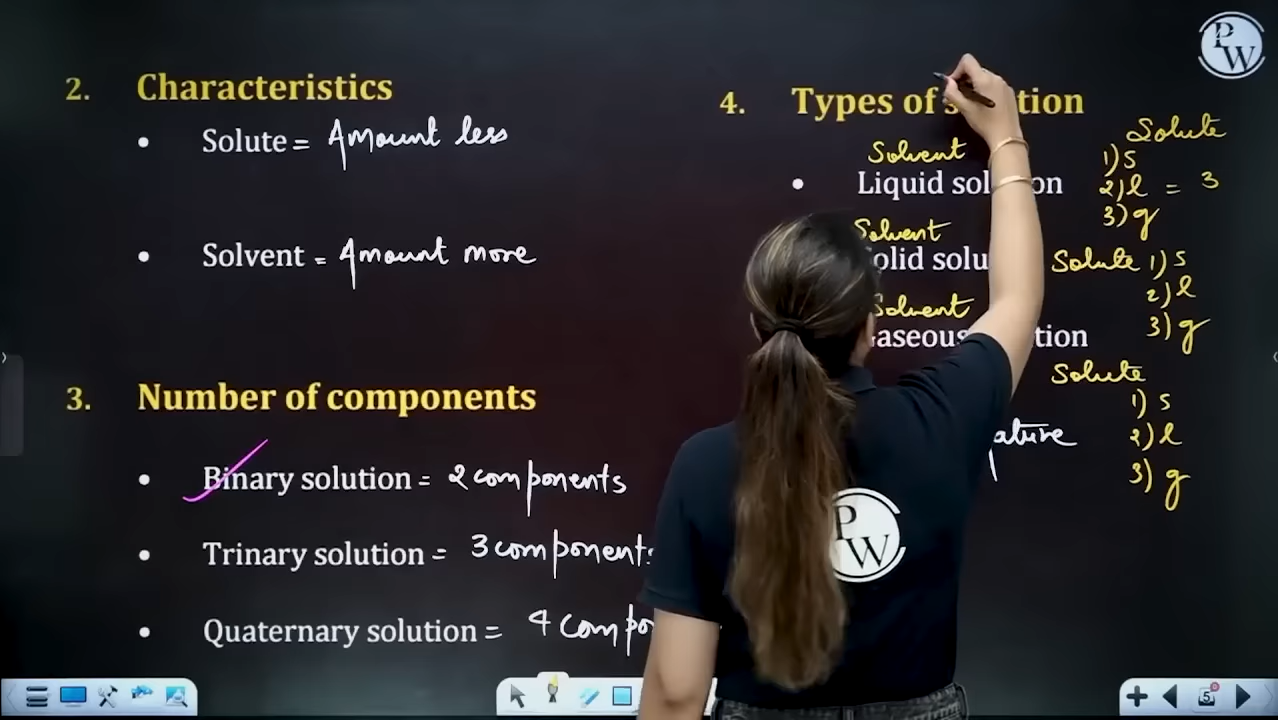 PW
2. Characteristics
• Solute = Amount less
• Solvent = Amount more
3. Number of components
• Binary solution = 2 components
• Trinary solution = 3 components
• Quaternary solution = 4
4. Types of
Solute
Solvent
• Liquid
1) s
2) l = 3
3) g
Solvent
Solute 1) s
2) l
3) g
Solvent
Solute
1) s
2) l
3) g
PW
5